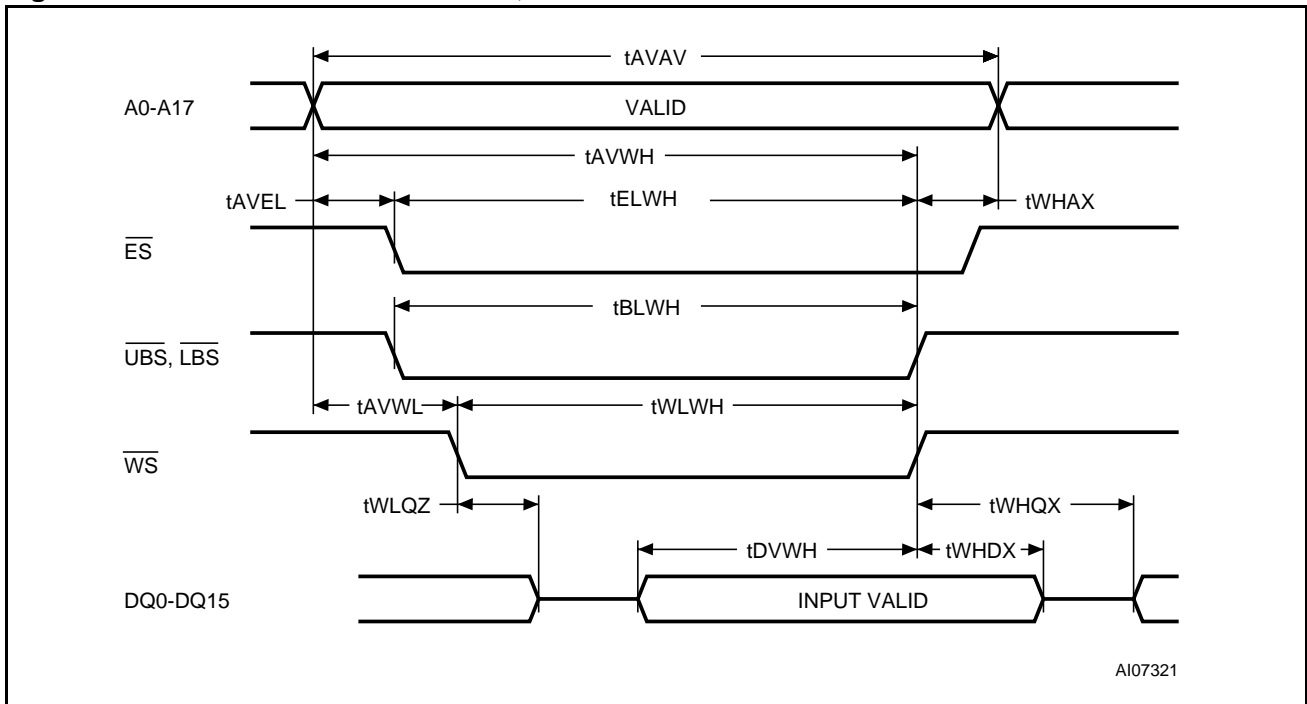 tAVAV
A0-A17
VALID
tAVWH
tAVEL
tELWH
tWHAX
ES
tBLWH
UBS, LBS
tAVWL
tWLWH
WS
tWLQZ
tWHQX
tDVWH
tWHDX
DQ0-DQ15
INPUT VALID
AI07321